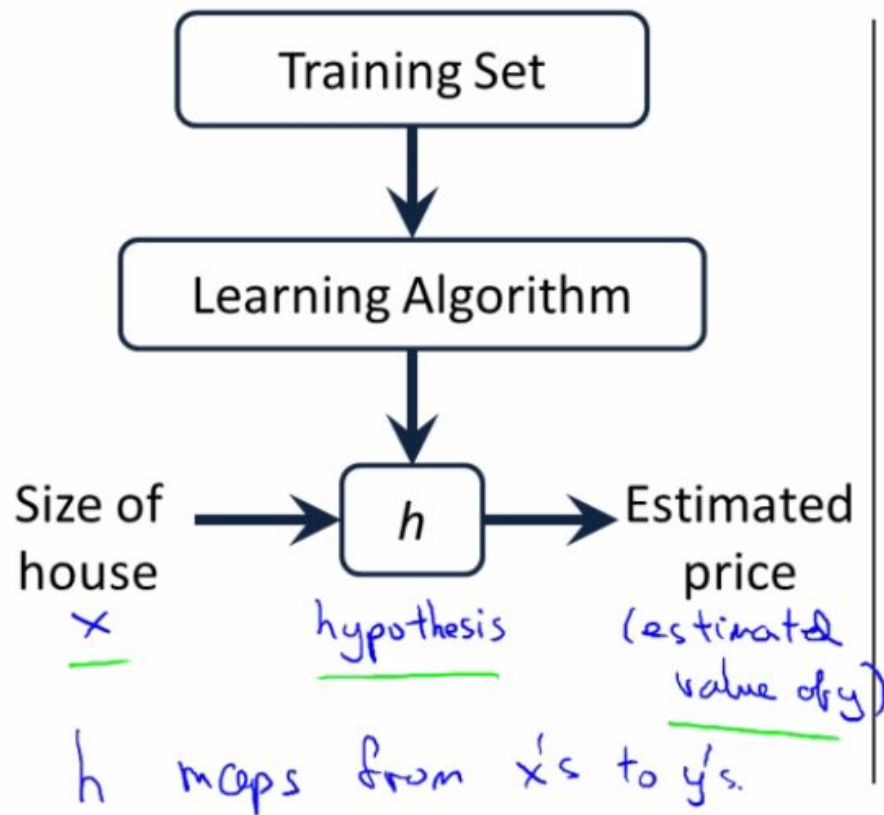 Training Set
Learning Algorithm
Size of
house
h
Estimated
price
x
hypothesis
(estimated
value of y)
h maps from x's to y's.